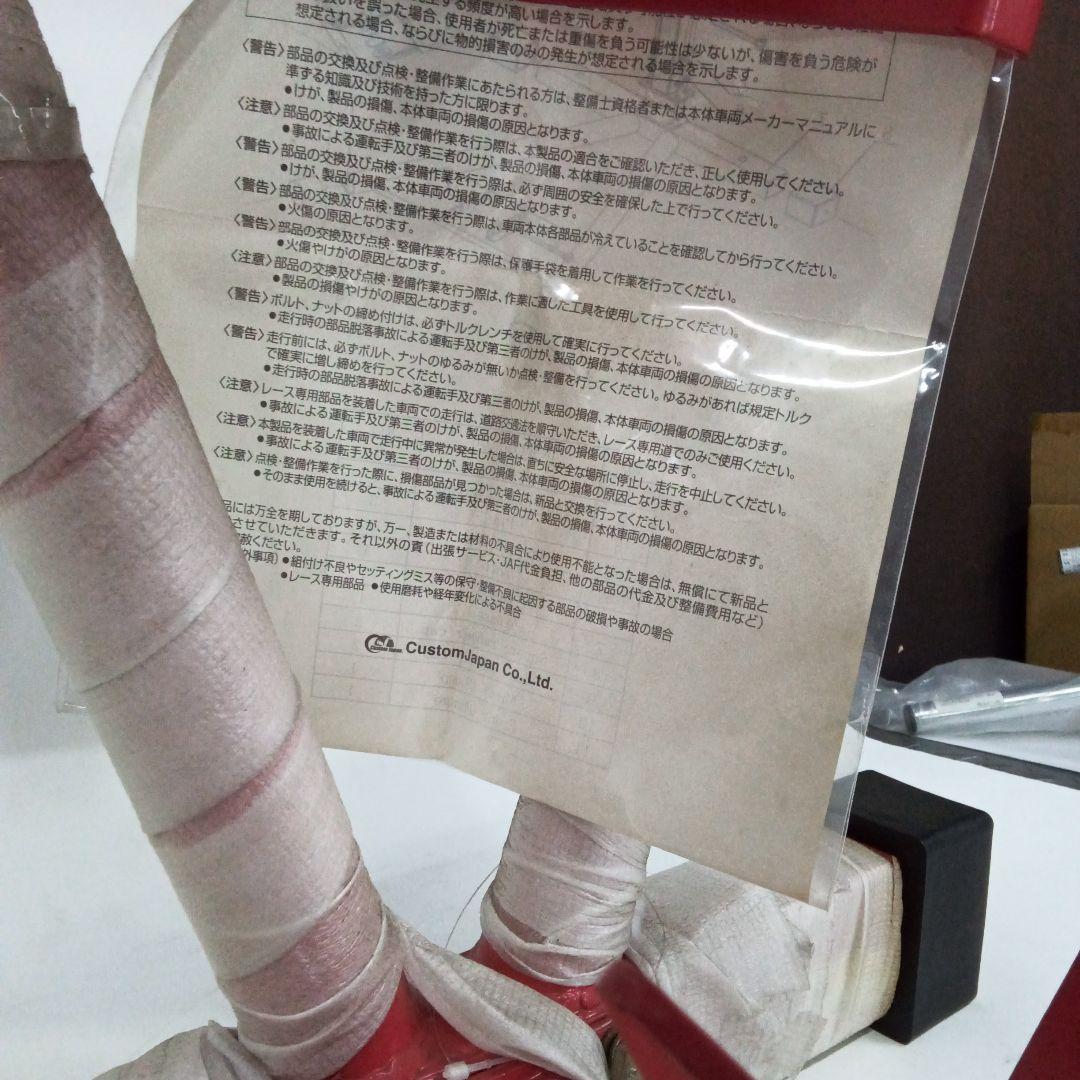 する頻度が高い場合を示します。
扱いを誤った場合、使用者が死亡または重傷を負う可能性は少ないが、傷害を負う危険が
想定される場合、ならびに物的損害のみの発生が想定される場合を示します。
〈警告〉部品の交換及び点検・整備作業にあたられる方は、整備士資格者または本体車両メーカーマニュアルに
準ずる知識及び技術を持った方に限ります。
●けが、製品の損傷、本体車両の損傷の原因となります。
〈注意〉部品の交換及び点検・整備作業を行う際は、本製品の適合をご確認いただき、正しく使用してください。
●事故による運転手及び第三者のけが、製品の損傷、本体車両の損傷の原因となります。
〈警告〉部品の交換及び点検・整備作業を行う際は、必ず周囲の安全を確保した上で行ってください。
●けが、製品の損傷、本体車両の損傷の原因となります。
〈警告〉部品の交換及び点検・整備作業を行う際は、車両本体各部品が冷えていることを確認してから行ってください。
●火傷の原因となります。
〈警告〉部品の交換及び点検・整備作業を行う際は、保護手袋を着用して作業を行ってください。
●火傷やけがの原因となります。
〈注意〉部品の交換及び点検・整備作業を行う際は、作業に適した工具を使用して行ってください。
●製品の損傷やけがの原因となります。
〈警告〉ボルト、ナットの締め付けは、必ずトルクレンチを使用して確実に行ってください。
●走行時の部品脱落事故による運転手及び第三者のけが、製品の損傷、本体車両の損傷の原因となります。
〈警告〉走行前には、必ずボルト、ナットのゆるみが無いか点検・整備を行ってください。ゆるみがあれば規定トルク
で確実に増し締めを行ってください。
●走行時の部品脱落事故による運転手及び第三者のけが、製品の損傷、本体車両の損傷の原因となります。
〈注意〉レース専用部品を装着した車両での走行は、道路交通法を順守いただき、レース専用道でのみご使用ください。
●事故による運転手及び第三者のけが、製品の損傷、本体車両の損傷の原因となります。
〈注意〉本製品を装着した車両で走行中に異常が発生した場合は、直ちに安全な場所に停止し、走行を中止してください。
●事故による運転手及び第三者のけが、製品の損傷、本体車両の損傷の原因となります。
〈注意〉点検・整備作業を行った際に、損傷部品が見つかった場合は、新品と交換を行ってください。
●そのまま使用を続けると、事故による運転手及び第三者のけが、製品の損傷、本体車両の損傷の原因となります。
品には万全を期しておりますが、万一、製造または材料の不具合により使用不能となった場合は、無償にて新品と
させていただきます。それ以外の責(出張サービス・JAF代金負担、他の部品の代金及び整備費用など)
赦ください。
外事項)●組付け不良やセッティングミス等の保守・整備不良に起因する部品の破損や事故の場合
●レース専用部品 ●使用磨耗や経年変化による不具合
CustomJapan Co.,Ltd.